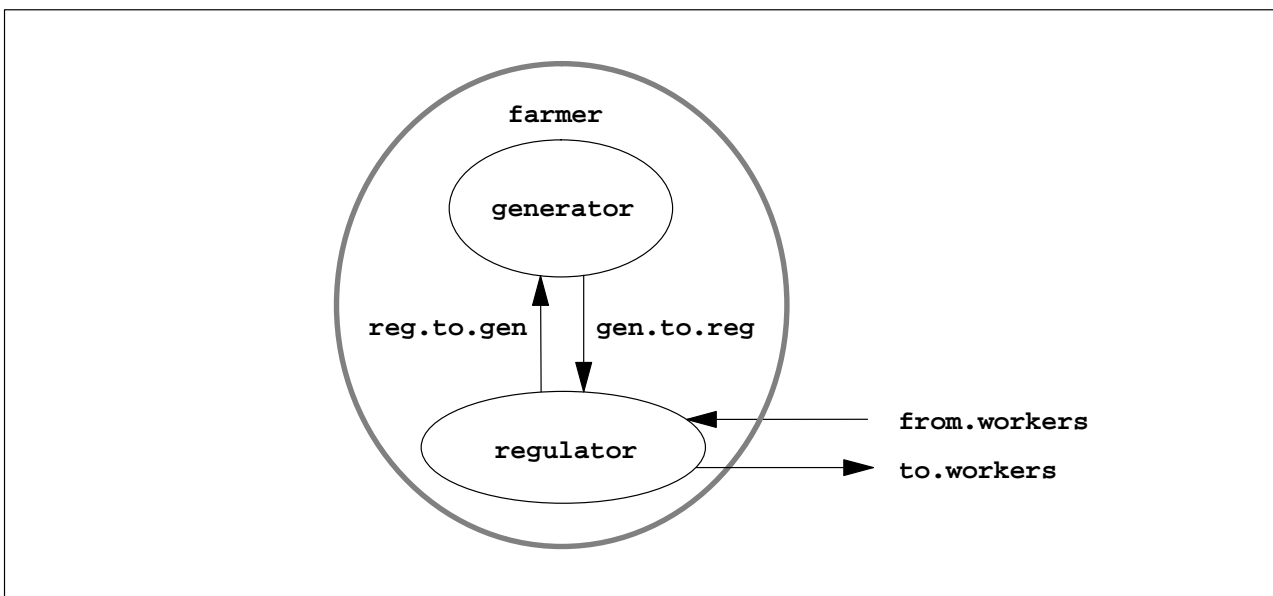 farmer
generator
reg.to.gen
gen.to.reg
regulator
from.workers
to.workers